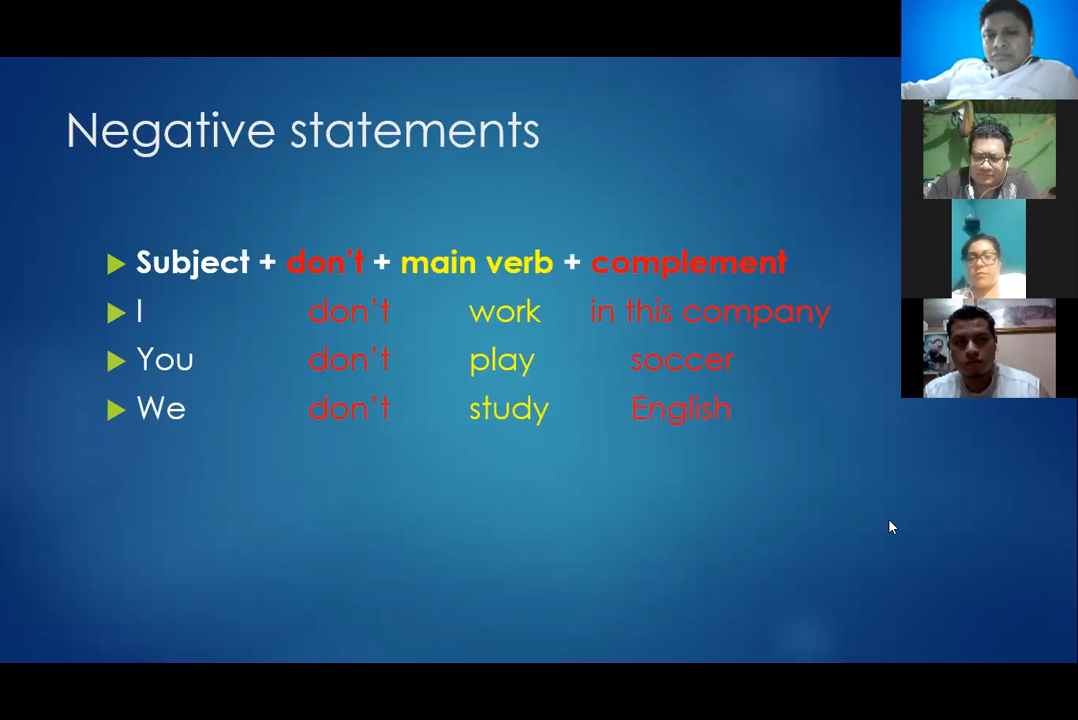 Negative statements
Subject + don't + main verb + complement
I don't work in this company
You don't play soccer
We don't study English